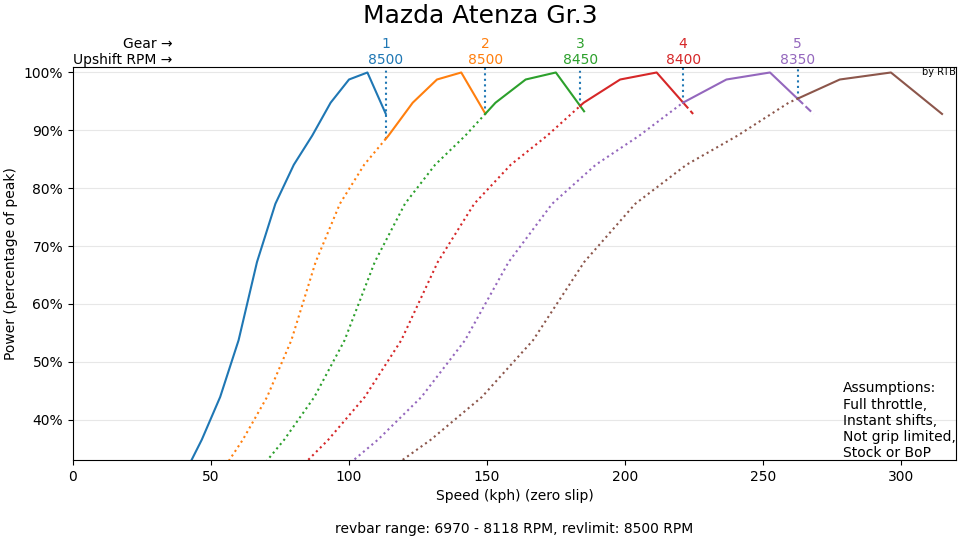 Mazda Atenza Gr.3
Gear → 1 2 3 4 5
Upshift RPM → 8500 8500 8450 8400 8350
by RTB
100%
90%
80%
70%
60%
50%
40%
Power (percentage of peak)
Assumptions:
Full throttle,
Instant shifts,
Not grip limited,
Stock or BoP
0 50 100 150 200 250 300
Speed (kph) (zero slip)
revbar range: 6970 - 8118 RPM, revlimit: 8500 RPM